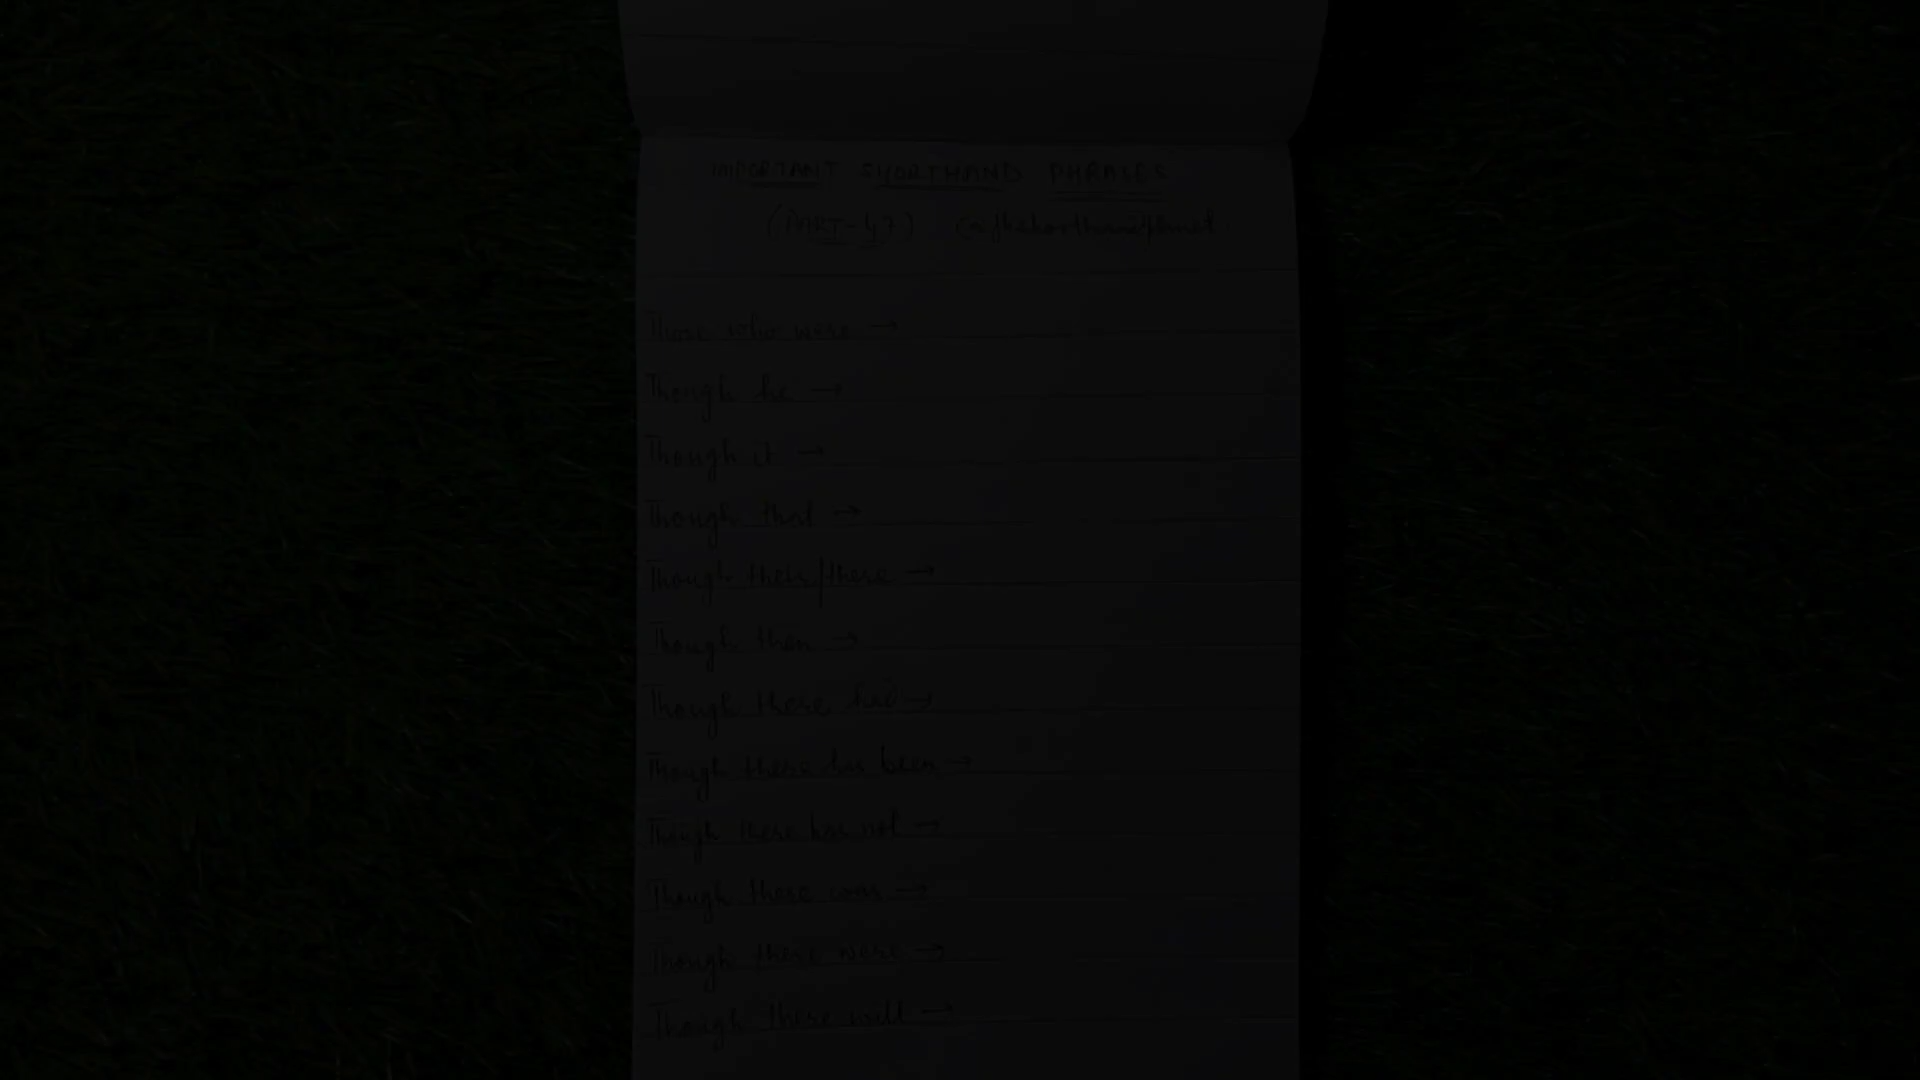 IMPORTANT SHORTHAND PHRASES
(PART-47) @theshorthandplanet
Those who were →
Though he →
Though it →
Though that →
Though their/there →
Though then →
Though there had →
Though there has been →
Though there has not →
Though there was →
Though there were →
Though there will →